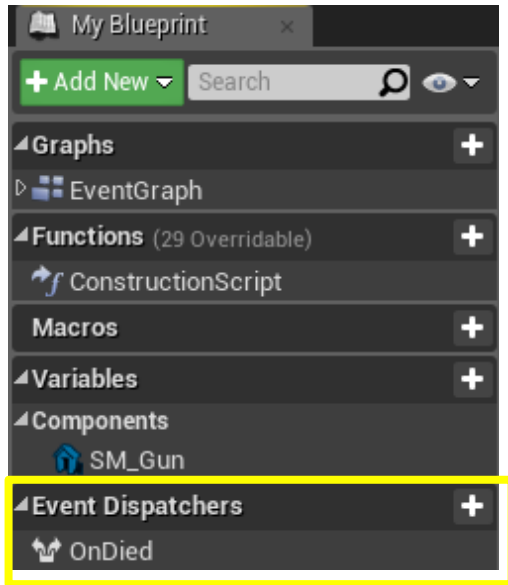 My Blueprint
Add New Search
Graphs
EventGraph
Functions (29 Overridable)
ConstructionScript
Macros
Variables
Components
SM_Gun
Event Dispatchers
OnDied